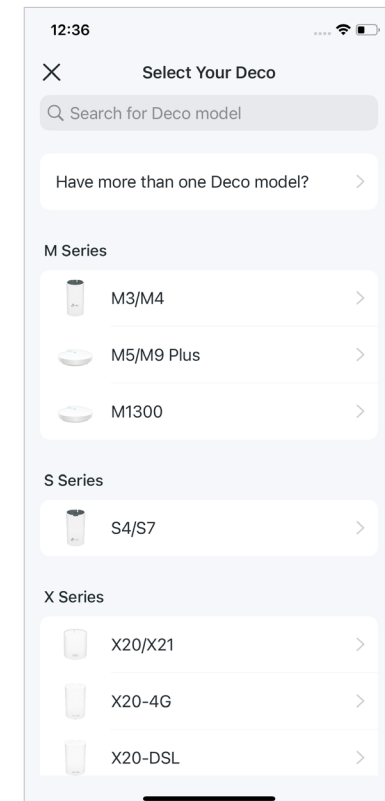 12:36
Select Your Deco
Search for Deco model
Have more than one Deco model?
M Series
M3/M4
M5/M9 Plus
M1300
S Series
S4/S7
X Series
X20/X21
X20-4G
X20-DSL